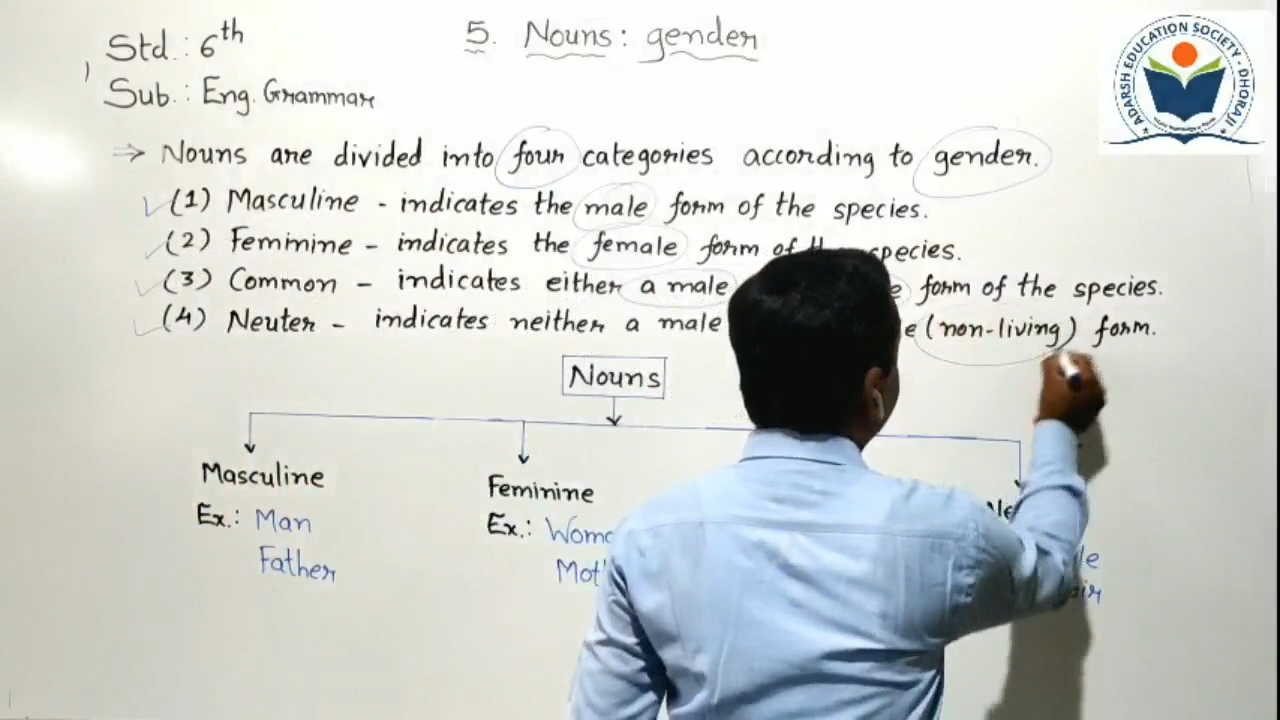 Std.: 6th
Sub.: Eng. Grammar
5. Nouns: gender
ADARSH EDUCATION SOCIETY - DHORAJI
⇒ Nouns are divided into four categories according to gender.
(1) Masculine - indicates the male form of the species.
(2) Feminine - indicates the female form of species.
(3) Common - indicates either a male form of the species.
(4) Neuter - indicates neither a male (non-living) form.
Nouns
Masculine
Ex.: Man
Father
Feminine
Ex.: